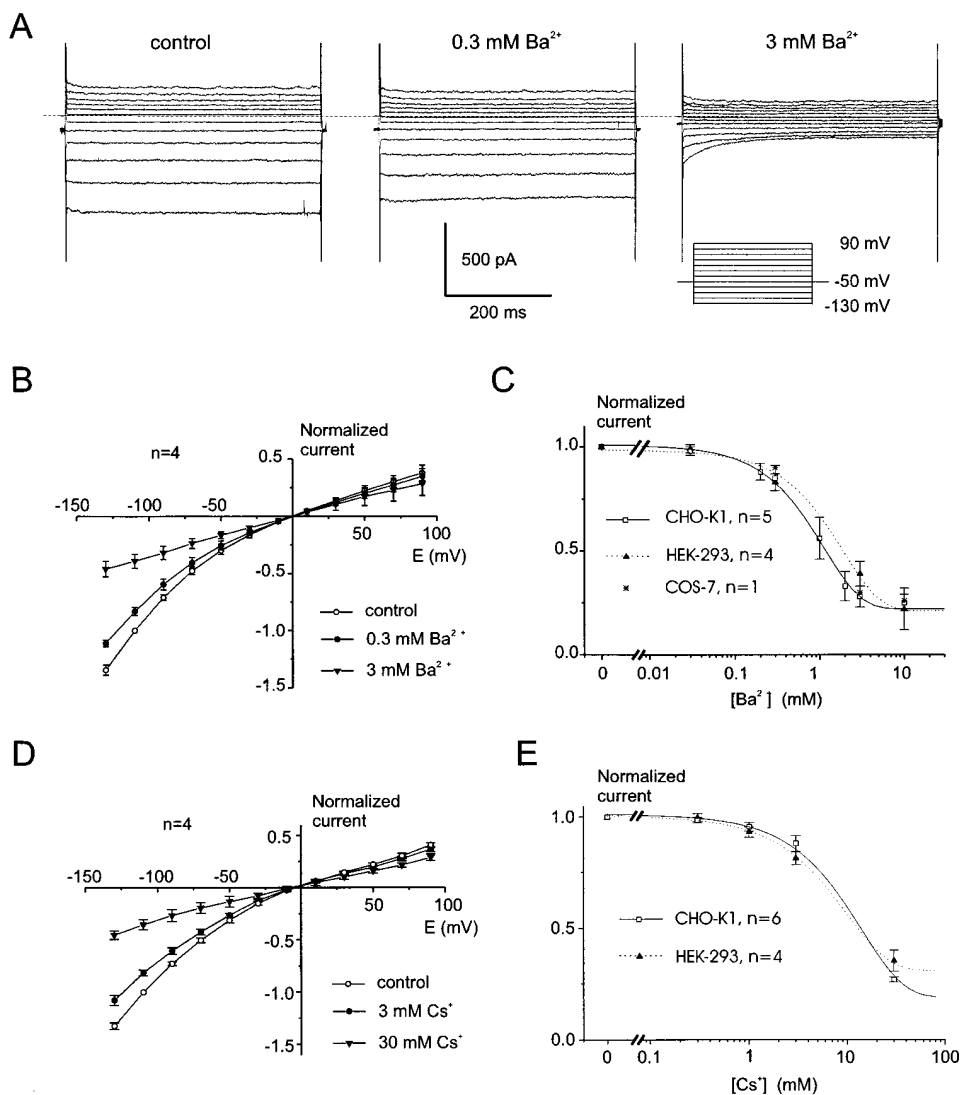 A
control
0.3 mM Ba²⁺
3 mM Ba²⁺
500 pA
200 ms
90 mV
-50 mV
-130 mV
B
Normalized
current
n=4
0.5
-150
-100
-50
50
100
E (mV)
-0.5
-1.0
-1.5
control
0.3 mM Ba²⁺
3 mM Ba²⁺
C
Normalized
current
1.0
0.5
0.0
CHO-K1, n=5
HEK-293, n=4
COS-7, n=1
0
0.01
0.1
1
10
[Ba²⁺] (mM)
D
Normalized
current
n=4
0.5
-150
-100
-50
50
100
E (mV)
-0.5
-1.0
-1.5
control
3 mM Cs⁺
30 mM Cs⁺
E
Normalized
current
1.0
0.5
0.0
CHO-K1, n=6
HEK-293, n=4
0
0.1
1
10
100
[Cs⁺] (mM)